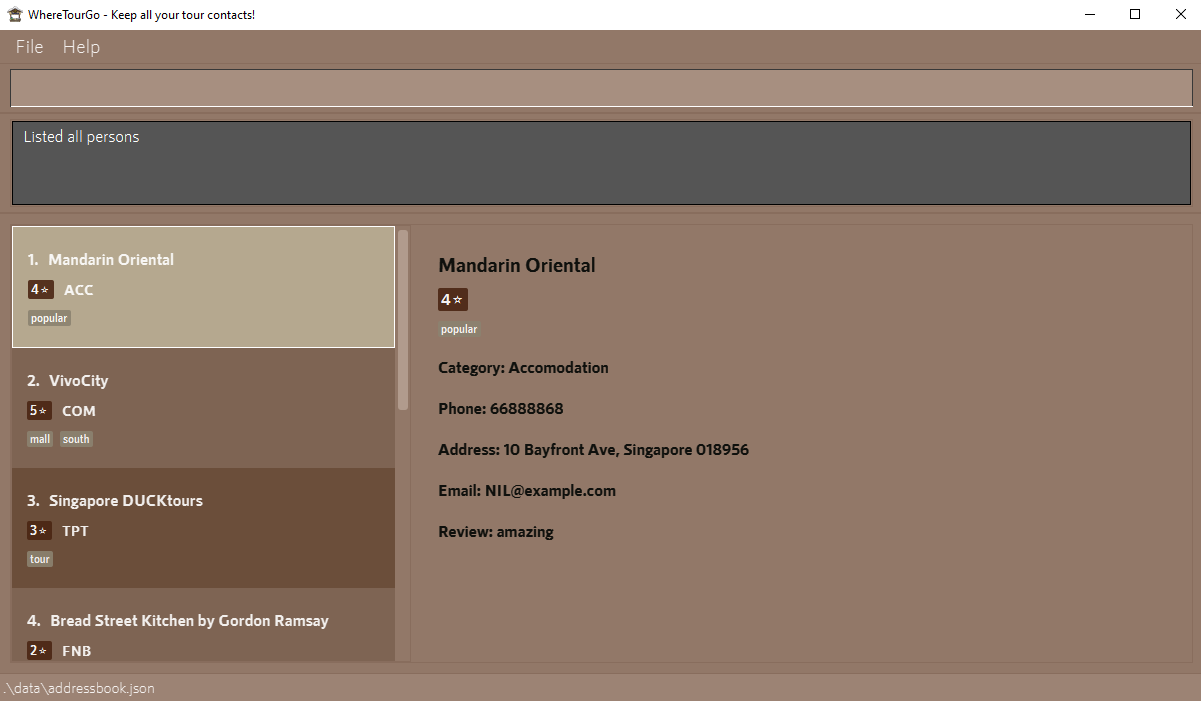 WhereTourGo - Keep all your tour contacts!
File Help
Listed all persons
1. Mandarin Oriental
4☆ ACC
popular
2. VivoCity
5☆ COM
mall south
3. Singapore DUCKtours
3☆ TPT
tour
4. Bread Street Kitchen by Gordon Ramsay
2☆ FNB
Mandarin Oriental
4☆
popular
Category: Accomodation
Phone: 66888868
Address: 10 Bayfront Ave, Singapore 018956
Email: NIL@example.com
Review: amazing
.\data\addressbook.json